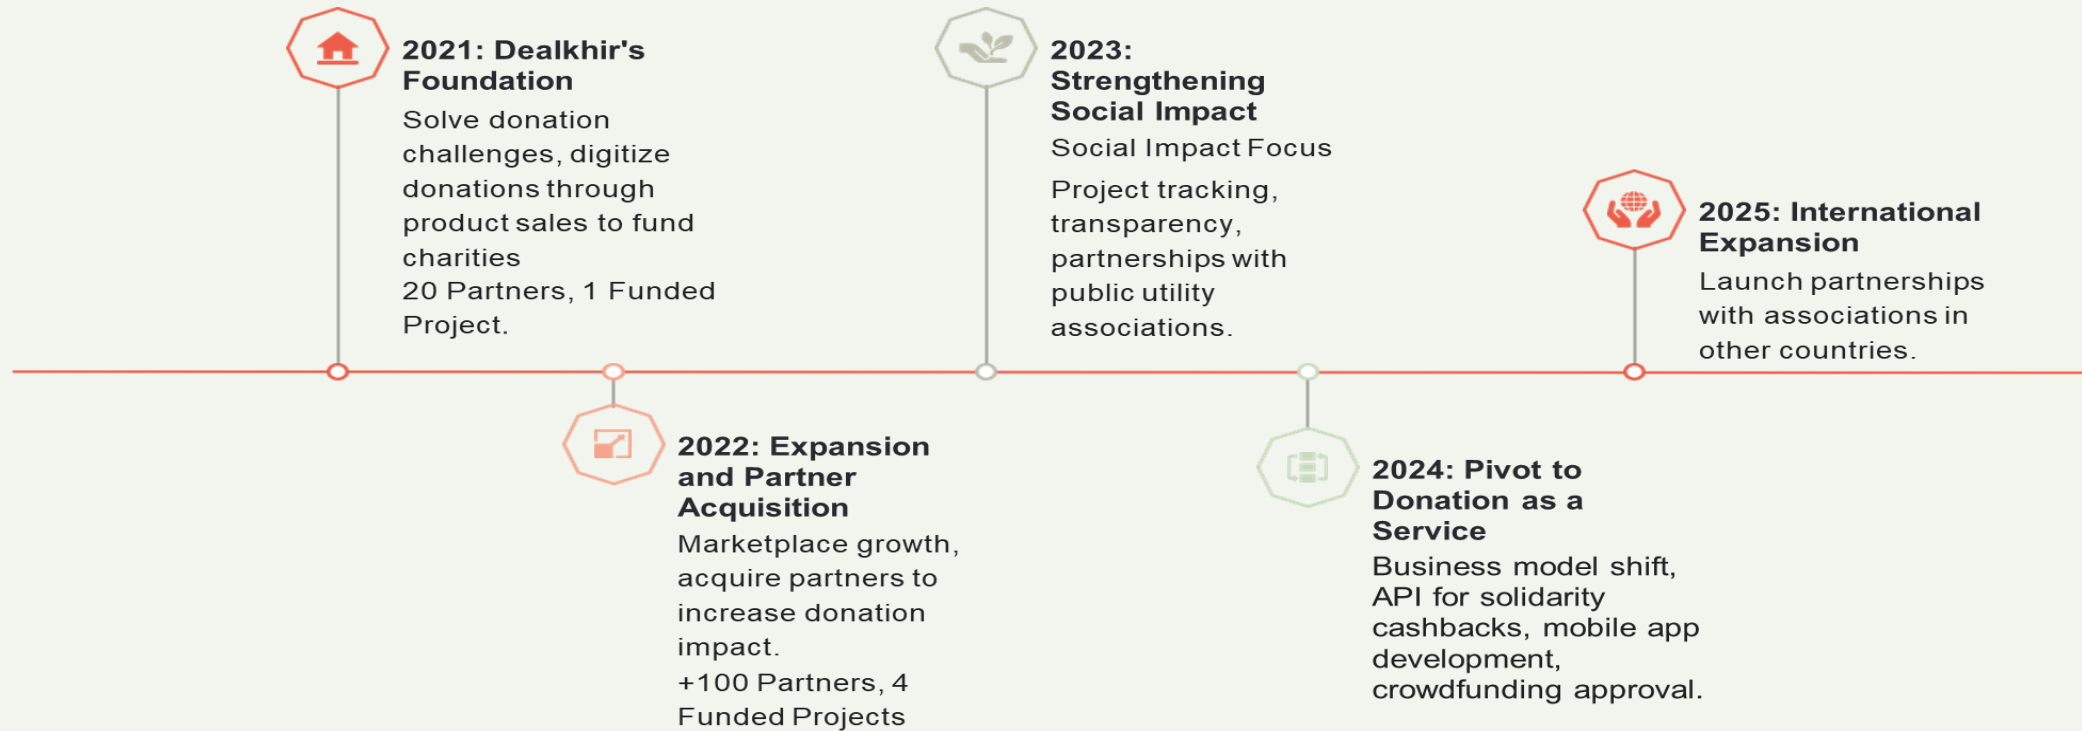 2021: Dealkhir's
Foundation
Solve donation
challenges, digitize
donations through
product sales to fund
charities
20 Partners, 1 Funded
Project.
2022: Expansion
and Partner
Acquisition
Marketplace growth,
acquire partners to
increase donation
impact.
+100 Partners, 4
Funded Projects
2023:
Strengthening
Social Impact
Social Impact Focus
Project tracking,
transparency,
partnerships with
public utility
associations.
2024: Pivot to
Donation as a
Service
Business model shift,
API for solidarity
cashbacks, mobile app
development,
crowdfunding approval.
2025: International
Expansion
Launch partnerships
with associations in
other countries.